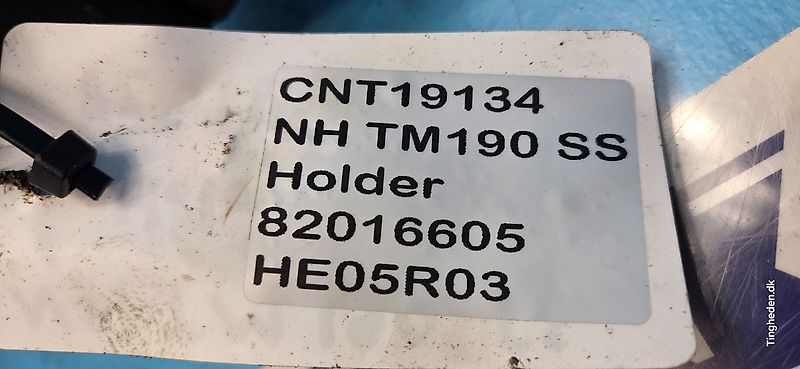 CNT19134
NH TM190 SS
Holder
82016605
HE05R03
Tingheden.dk